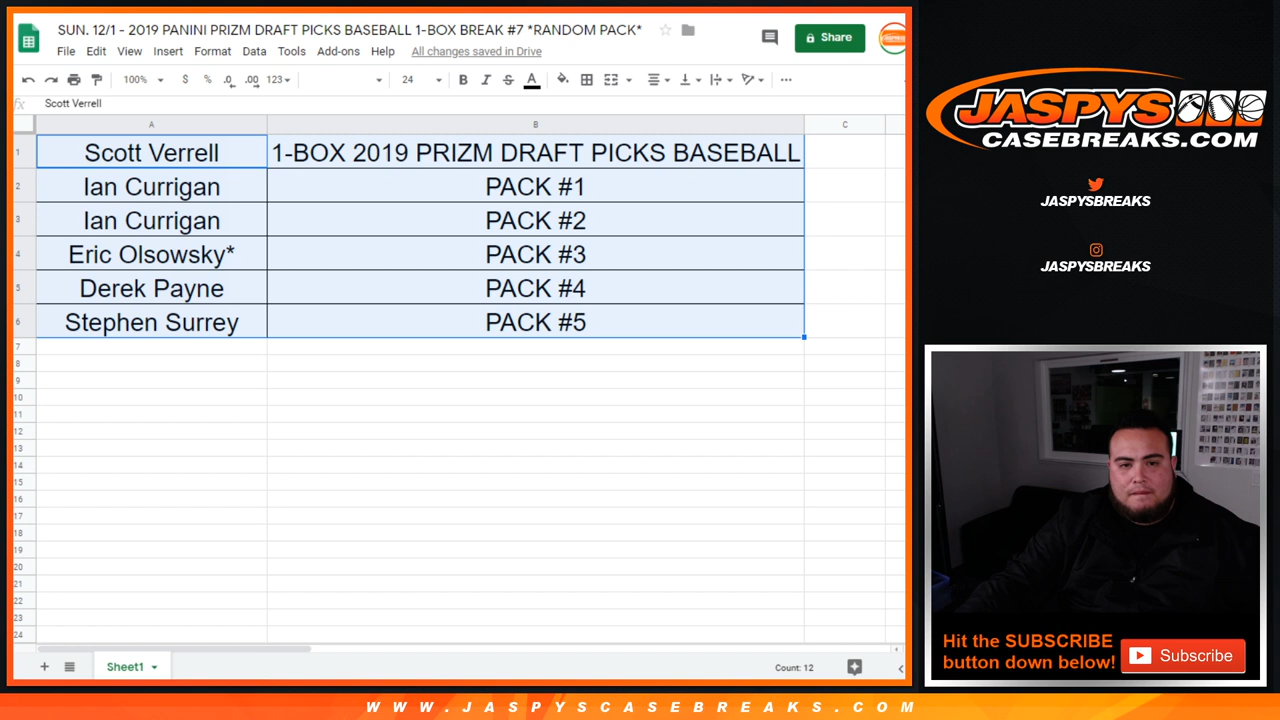 SUN. 12/1 - 2019 PANINI PRIZM DRAFT PICKS BASEBALL 1-BOX BREAK #7 *RANDOM PACK*
File Edit View Insert Format Data Tools Add-ons Help All changes saved in Drive
Share
100% $ % .0 .00 123 24 B I S A
fx Scott Verrell
A B C
1 Scott Verrell 1-BOX 2019 PRIZM DRAFT PICKS BASEBALL
2 Ian Currigan PACK #1
3 Ian Currigan PACK #2
4 Eric Olsowsky* PACK #3
5 Derek Payne PACK #4
6 Stephen Surrey PACK #5
7
8
9
10
11
12
13
14
15
16
17
18
19
20
21
22
23
24
Sheet1
Count: 12
JASPYS
CASEBREAKS.COM
JASPYSBREAKS
JASPYSBREAKS
Hit the SUBSCRIBE
button down below!
Subscribe
WWW.JASPYSCASEBREAKS.COM